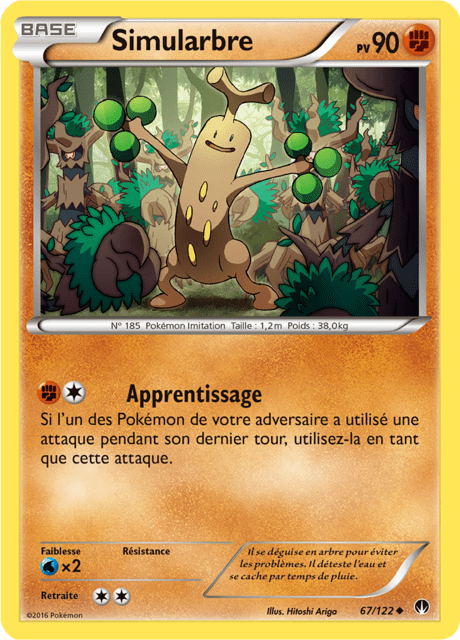 BASE
Simularbre
PV 90
N° 185 Pokémon Imitation Taille : 1,2m Poids : 38,0kg
Apprentissage
Si l'un des Pokémon de votre adversaire a utilisé une
attaque pendant son dernier tour, utilisez-la en tant
que cette attaque.
Faiblesse
Résistance
×2
Retraite
Il se déguise en arbre pour éviter
les problèmes. Il déteste l'eau et
se cache par temps de pluie.
©2016 Pokémon
Illus. Hitoshi Ariga
67/122